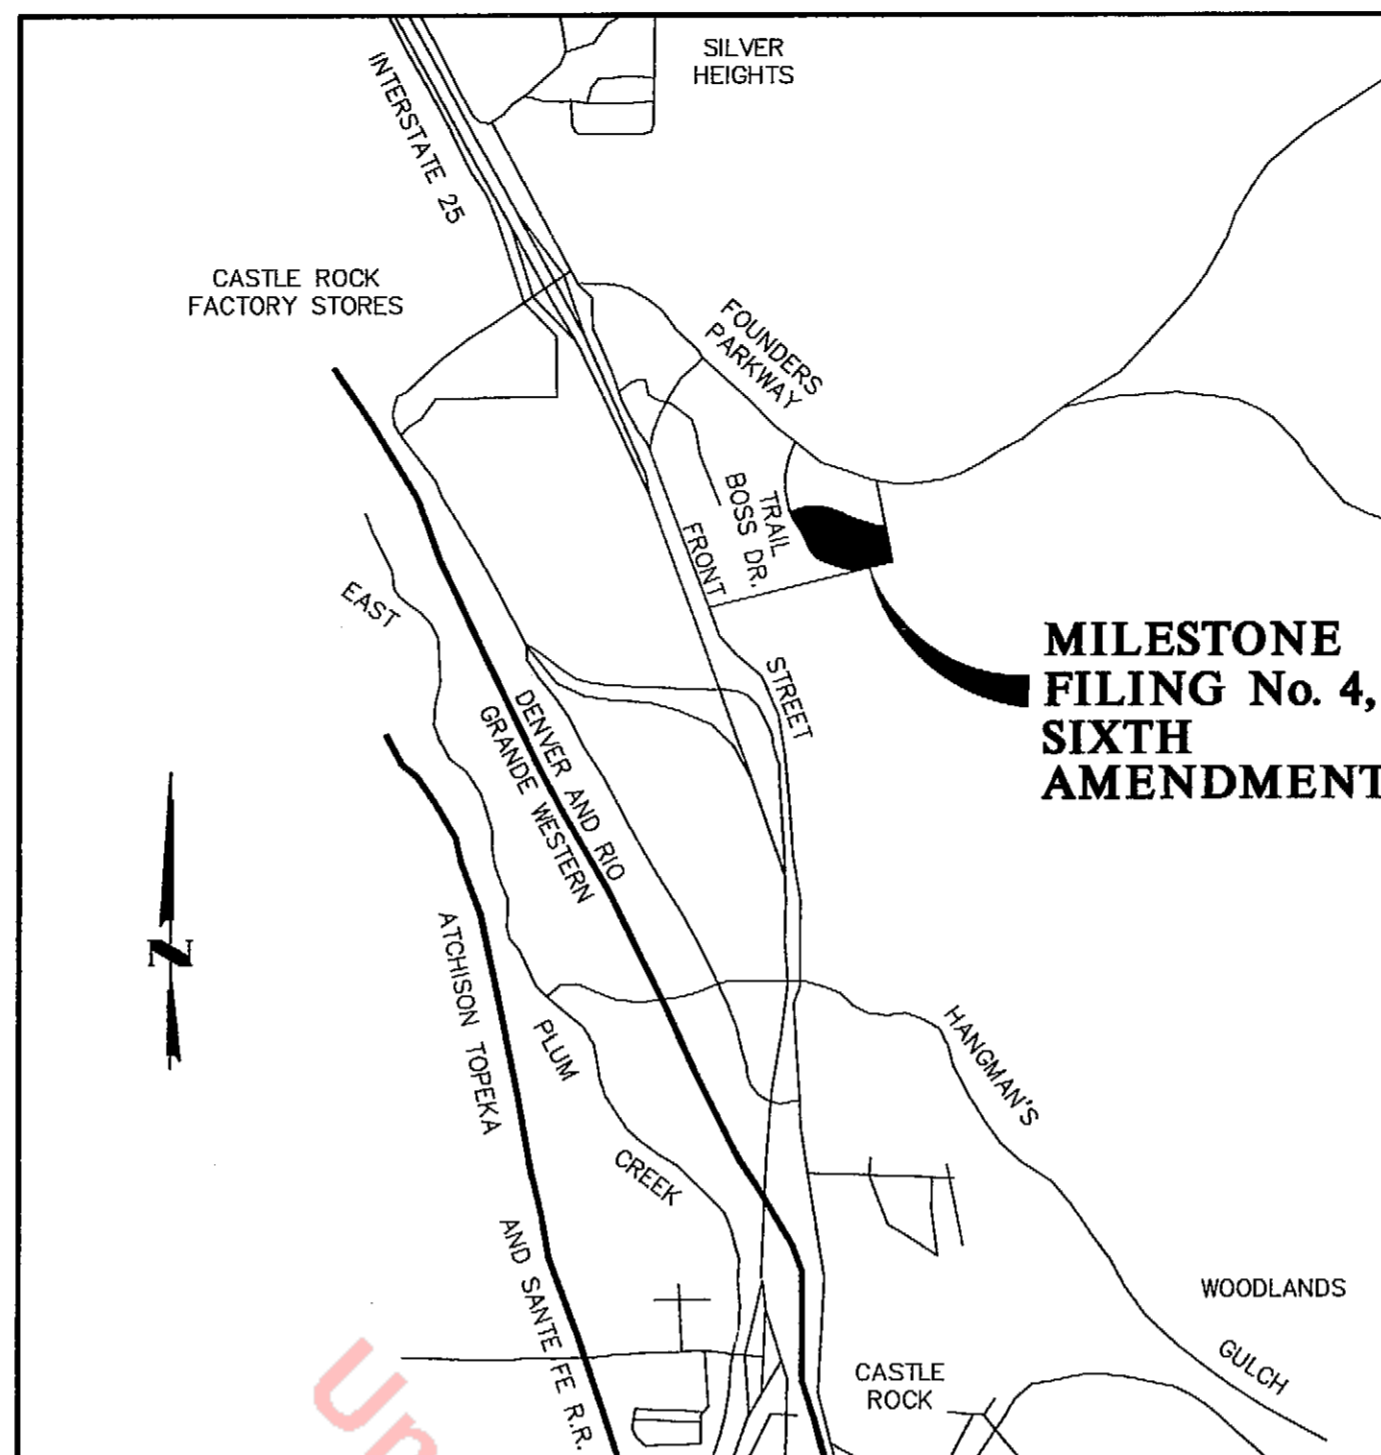 SILVER
HEIGHTS
INTERSTATE 25
CASTLE ROCK
FACTORY STORES
FOUNDERS
PARKWAY
TRAIL
BOSS DR.
FRONT
STREET
EAST
MILESTONE
FILING No. 4,
SIXTH
AMENDMENT
DENVER AND RIO
GRANDE WESTERN
N
ATCHISON TOPEKA
PLUM
HANGMAN'S
CREEK
AND SANTE FE R.R.
WOODLANDS
GULCH
CASTLE
ROCK
Un